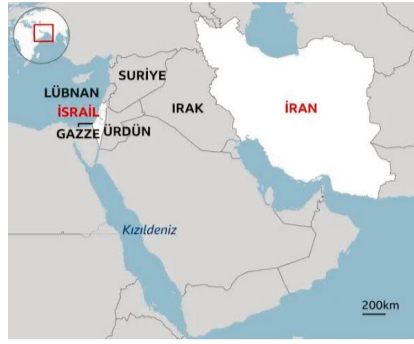 SURİYE
LÜBNAN
İSRAİL
IRAK
İRAN
GAZZE
ÜRDÜN
Kızıldeniz
200km